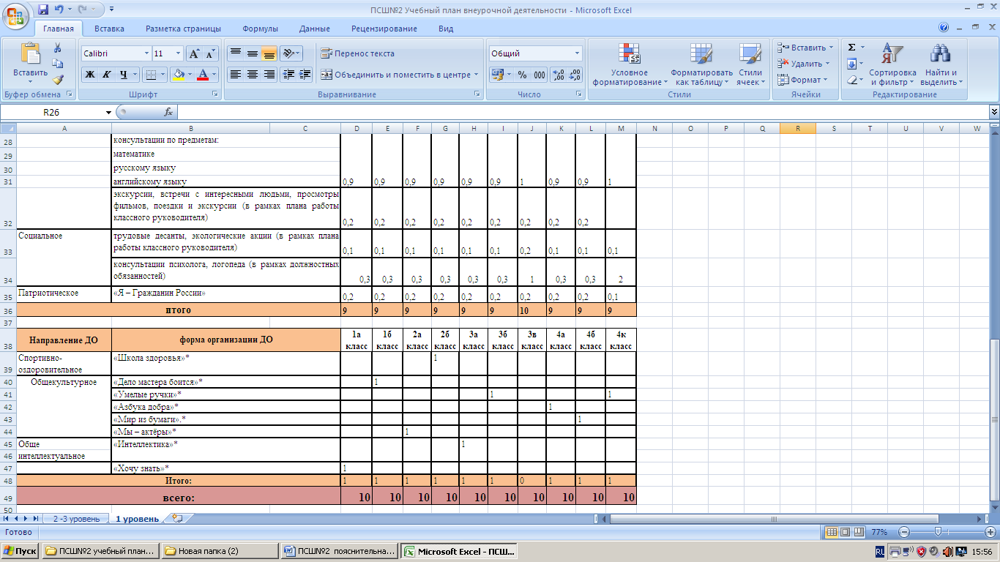 ПСШ№2 Учебный план внеурочной деятельности - Microsoft Excel
Главная Вставка Разметка страницы Формулы Данные Рецензирование Вид
Вставить
Буфер обмена
Calibri 11
Ж К Ч
Шрифт
Перенос текста
Объединить и поместить в центре
Выравнивание
Общий
% 000
Число
Условное форматирование
Форматировать как таблицу
Стили ячеек
Стили
Вставить
Удалить
Формат
Ячейки
Σ
Сортировка и фильтр
Найти и выделить
Редактирование
R26 fx
A B C D E F G H I J K L M N O P Q R S T U V W
28 консультации по предметам:
29 математике
30 русскому языку
31 английскому языку 0,9 0,9 0,9 0,9 0,9 0,9 1 0,9 0,9 1
экскурсии, встречи с интересными людьми, просмотры
фильмов, поездки и экскурсии (в рамках плана работы
классного руководителя)
32 0,2 0,2 0,2 0,2 0,2 0,2 0,2 0,2 0,2
Социальное трудовые десанты, экологические акции (в рамках плана
работы классного руководителя)
33 0,1 0,1 0,1 0,1 0,1 0,1 0,2 0,1 0,1 0,1
консультации психолога, логопеда (в рамках должностных
обязанностей)
34 0,3 0,3 0,3 0,3 0,3 0,3 1 0,3 0,3 2
35 Патриотическое «Я – Гражданин России» 0,2 0,2 0,2 0,2 0,2 0,2 0,2 0,2 0,2 0,1
36 итого 9 9 9 9 9 9 10 9 9 9
37
38 Направление ДО форма организации ДО 1а класс 1б класс 2а класс 2б класс 3а класс 3б класс 3в класс 4а класс 4б класс 4к класс
Спортивно- «Школа здоровья»* 1
39 оздоровительное
40 Общекультурное «Дело мастера боится»* 1
41 «Умелые ручки»* 1 1
42 «Азбука добра»* 1
43 «Мир из бумаги».* 1
44 «Мы – актёры»* 1
45 Обще «Интеллектика»* 1
46 интеллектуальное
47 «Хочу знать»* 1
48 Итого: 1 1 1 1 1 1 0 1 1 1
49 всего: 10 10 10 10 10 10 10 10 10 10
50
2 -3 уровень 1 уровень
Готово 77%
Пуск ПСШ№2 учебный план... Новая папка (2) ПСШ№2 пояснительна... Microsoft Excel - ПСШ... RU 15:56